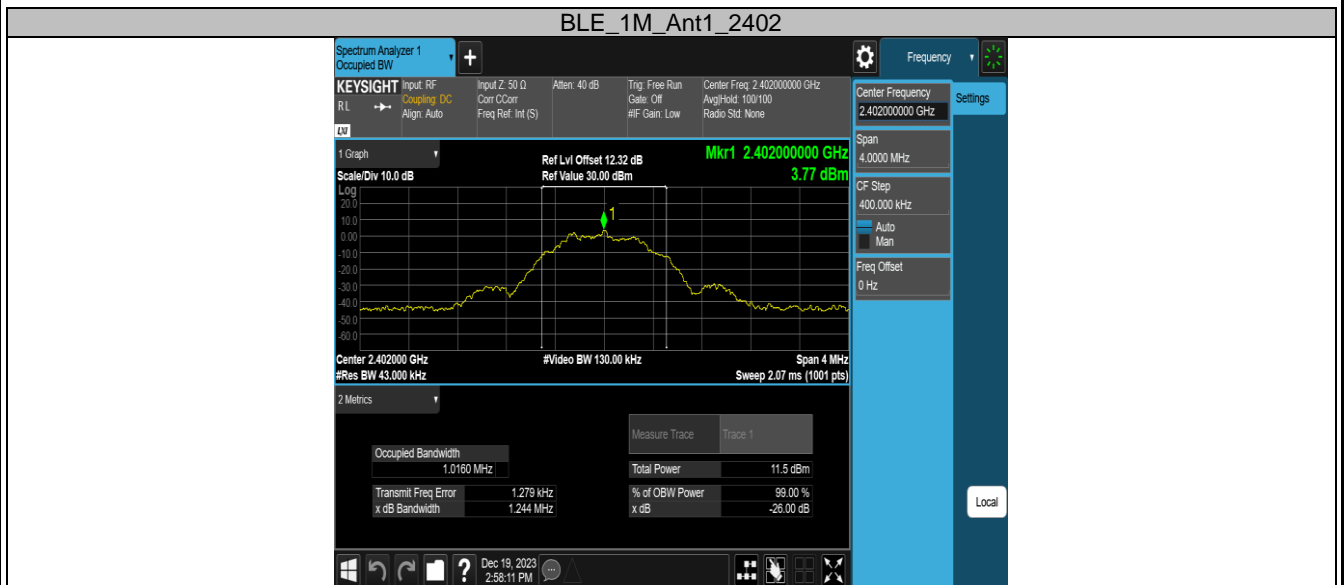 BLE_1M_Ant1_2402
Spectrum Analyzer 1
Occupied BW
+
Frequency
KEYSIGHT
RL
LXI
Input: RF
Coupling: DC
Align: Auto
Input Z: 50 Ω
Corr CCorr
Freq Ref: Int (S)
Atten: 40 dB
Trig: Free Run
Gate: Off
#IF Gain: Low
Center Freq: 2.402000000 GHz
Avg|Hold: 100/100
Radio Std: None
Center Frequency
2.402000000 GHz
Settings
Span
4.0000 MHz
CF Step
400.000 kHz
Auto
Man
Freq Offset
0 Hz
Local
1 Graph
Scale/Div 10.0 dB
Ref Lvl Offset 12.32 dB
Ref Value 30.00 dBm
Mkr1 2.402000000 GHz
3.77 dBm
Log
20.0
10.0
0.00
-10.0
-20.0
-30.0
-40.0
-50.0
-60.0
1
Center 2.402000 GHz
#Res BW 43.000 kHz
#Video BW 130.00 kHz
Span 4 MHz
Sweep 2.07 ms (1001 pts)
2 Metrics
Measure Trace
Trace 1
Occupied Bandwidth
1.0160 MHz
Total Power
11.5 dBm
Transmit Freq Error
1.279 kHz
% of OBW Power
99.00 %
x dB Bandwidth
1.244 MHz
x dB
-26.00 dB
?
Dec 19, 2023
2:58:11 PM